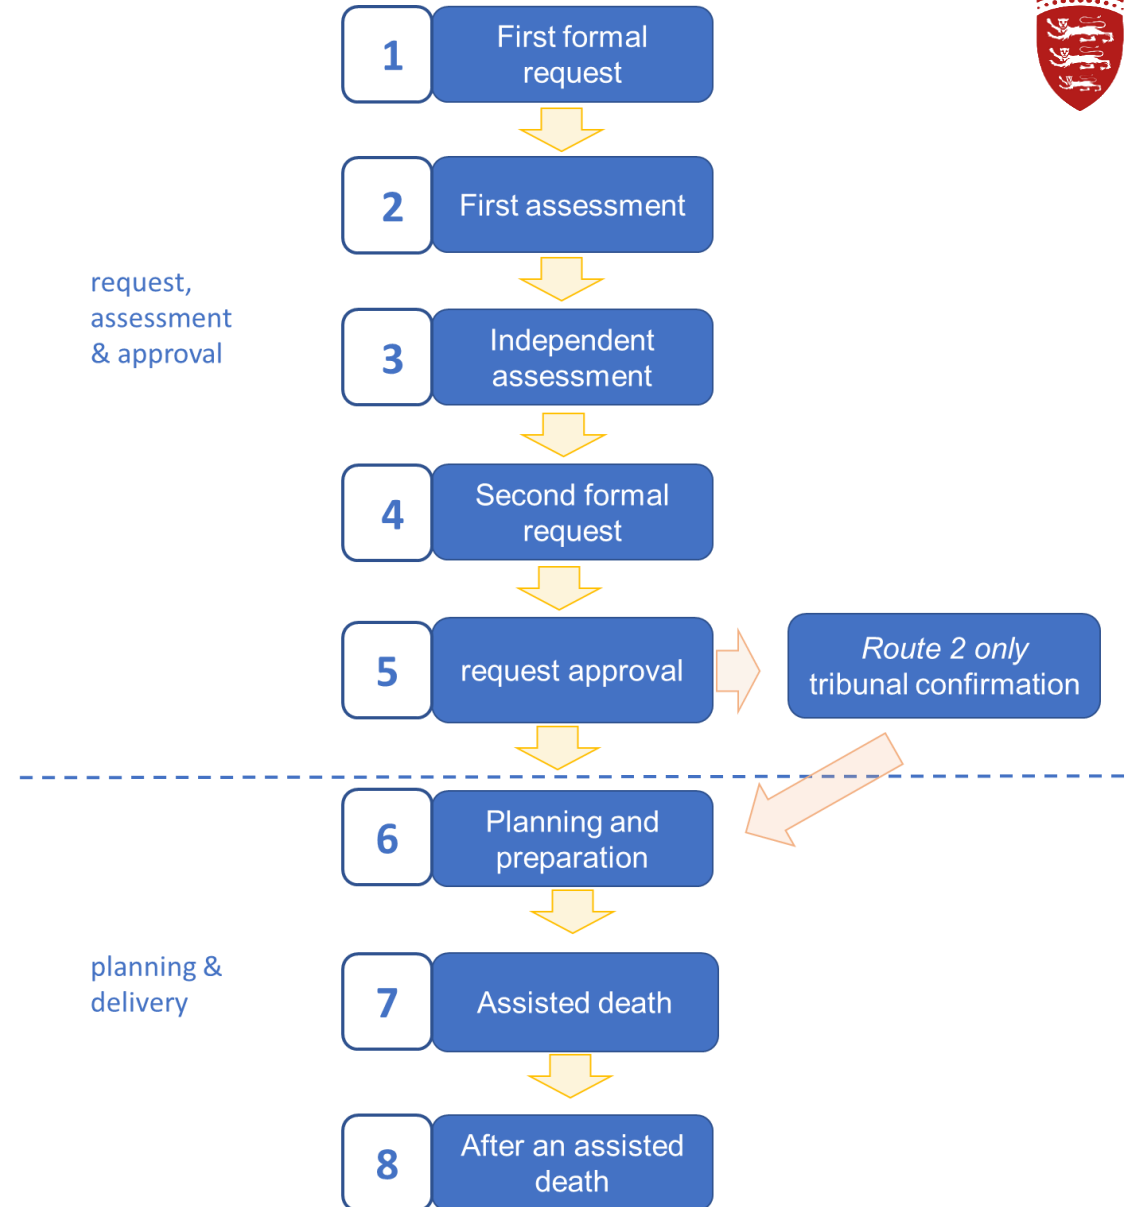 1
First formal
request
2
First assessment
request,
assessment
& approval
3
Independent
assessment
4
Second formal
request
5
request approval
Route 2 only
tribunal confirmation
6
Planning and
preparation
planning &
delivery
7
Assisted death
8
After an assisted
death